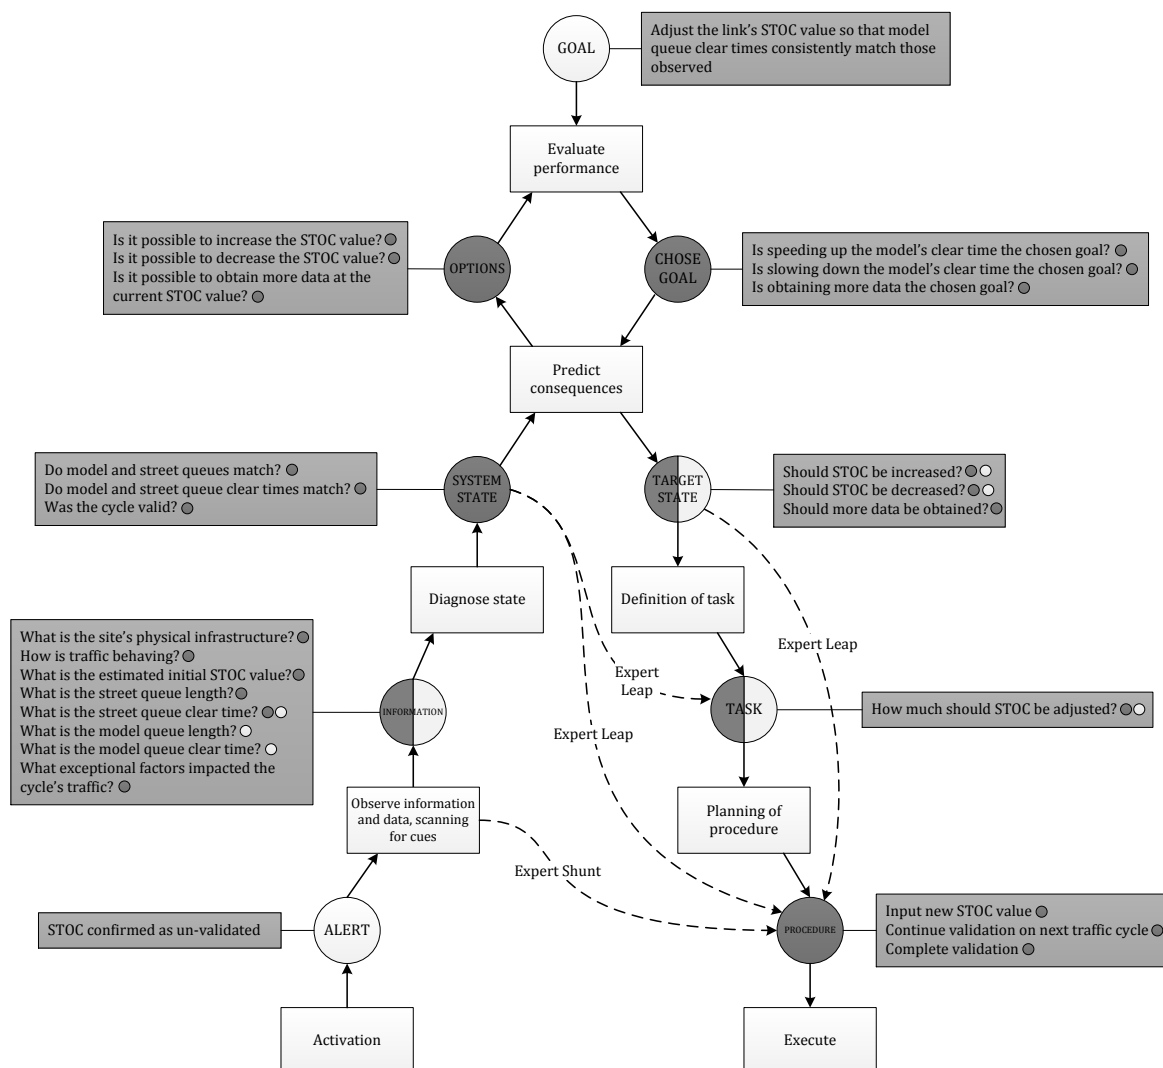 GOAL
Adjust the link's STOC value so that model
queue clear times consistently match those
observed
Evaluate
performance
Is it possible to increase the STOC value?
Is it possible to decrease the STOC value?
Is it possible to obtain more data at the
current STOC value?
OPTIONS
CHOSE
GOAL
Is speeding up the model's clear time the chosen goal?
Is slowing down the model's clear time the chosen goal?
Is obtaining more data the chosen goal?
Predict
consequences
Do model and street queues match?
Do model and street queue clear times match?
Was the cycle valid?
SYSTEM
STATE
TARGET
STATE
Should STOC be increased?
Should STOC be decreased?
Should more data be obtained?
Diagnose state
Definition of task
What is the site's physical infrastructure?
How is traffic behaving?
What is the estimated initial STOC value?
What is the street queue length?
What is the street queue clear time?
What is the model queue length?
What is the model queue clear time?
What exceptional factors impacted the
cycle's traffic?
INFORMATION
Expert
Leap
Expert Leap
TASK
How much should STOC be adjusted?
Expert Leap
Observe information
and data, scanning
for cues
Planning of
procedure
Expert Shunt
STOC confirmed as un-validated
ALERT
PROCEDURE
Input new STOC value
Continue validation on next traffic cycle
Complete validation
Activation
Execute